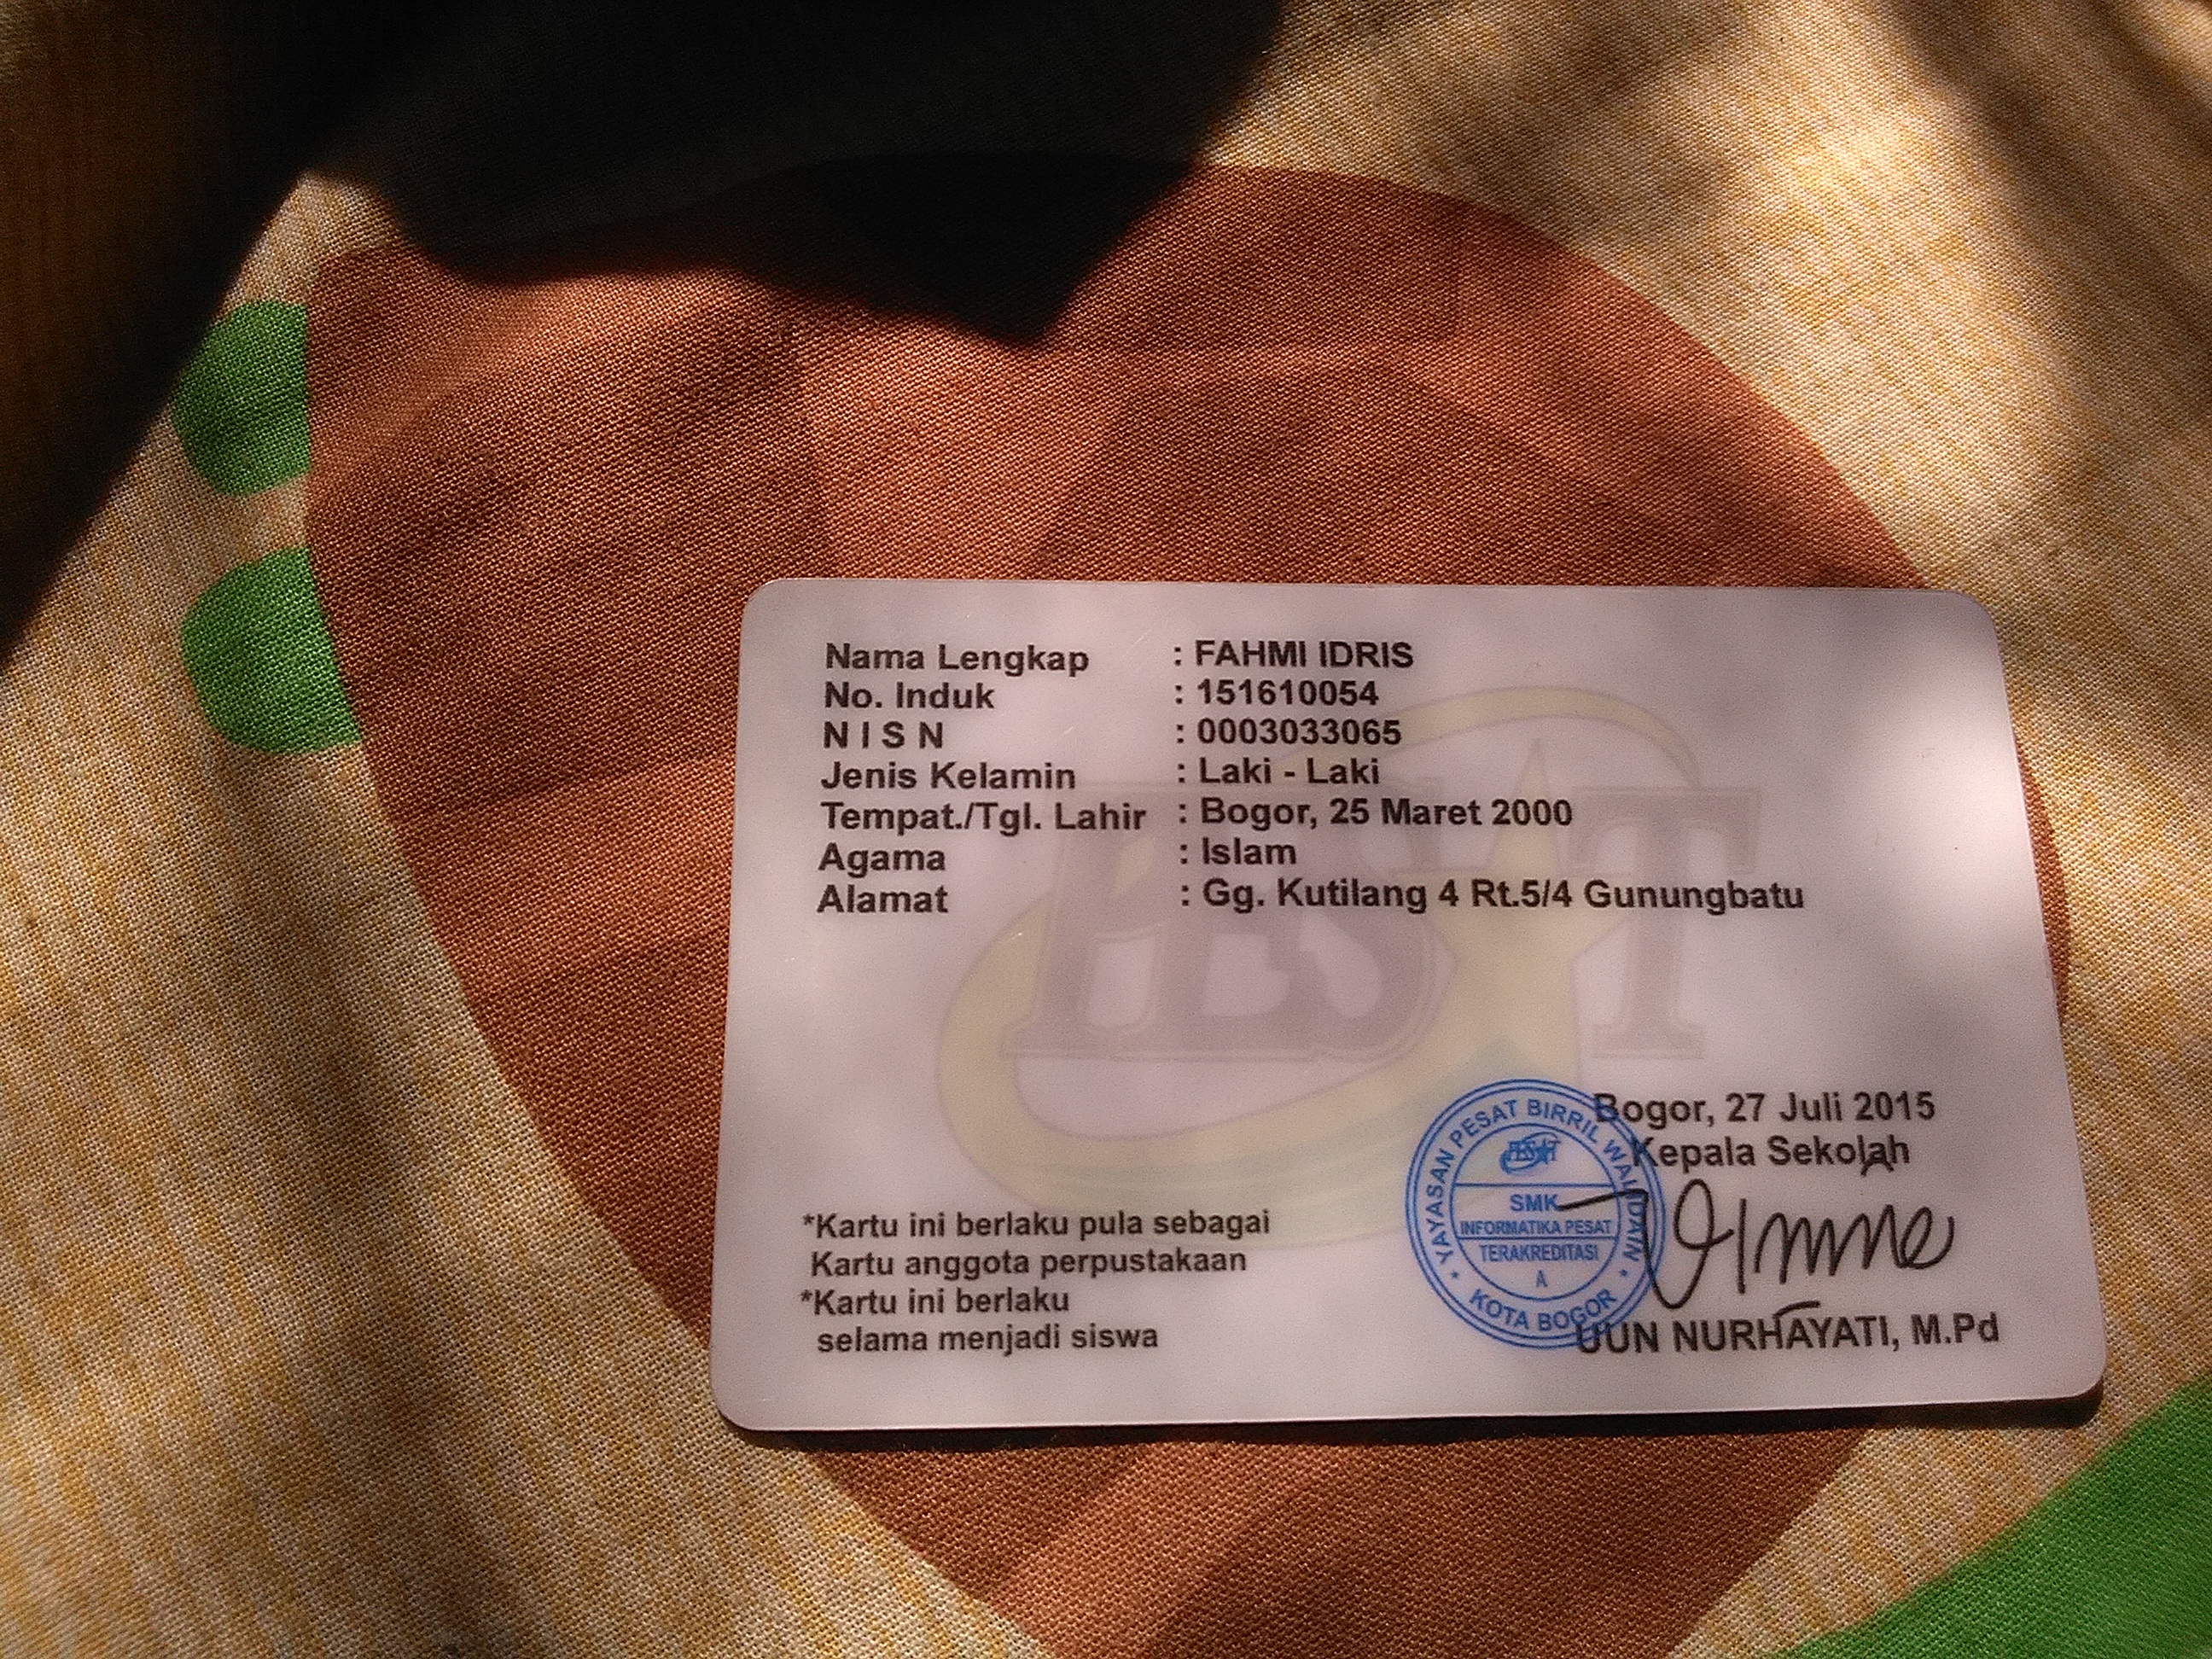 Nama Lengkap : FAHMI IDRIS
No. Induk : 151610054
N I S N : 0003033065
Jenis Kelamin : Laki - Laki
Tempat./Tgl. Lahir : Bogor, 25 Maret 2000
Agama : Islam
Alamat : Gg. Kutilang 4 Rt.5/4 Gunungbatu
PESAT
Bogor, 27 Juli 2015
Kepala Sekolah
YAYASAN PESAT BIRRIL WALIDAIN
PESAT
SMK
INFORMATIKA PESAT
TERAKREDITASI
A
KOTA BOGOR
UUN NURHAYATI, M.Pd
*Kartu ini berlaku pula sebagai
Kartu anggota perpustakaan
*Kartu ini berlaku
selama menjadi siswa